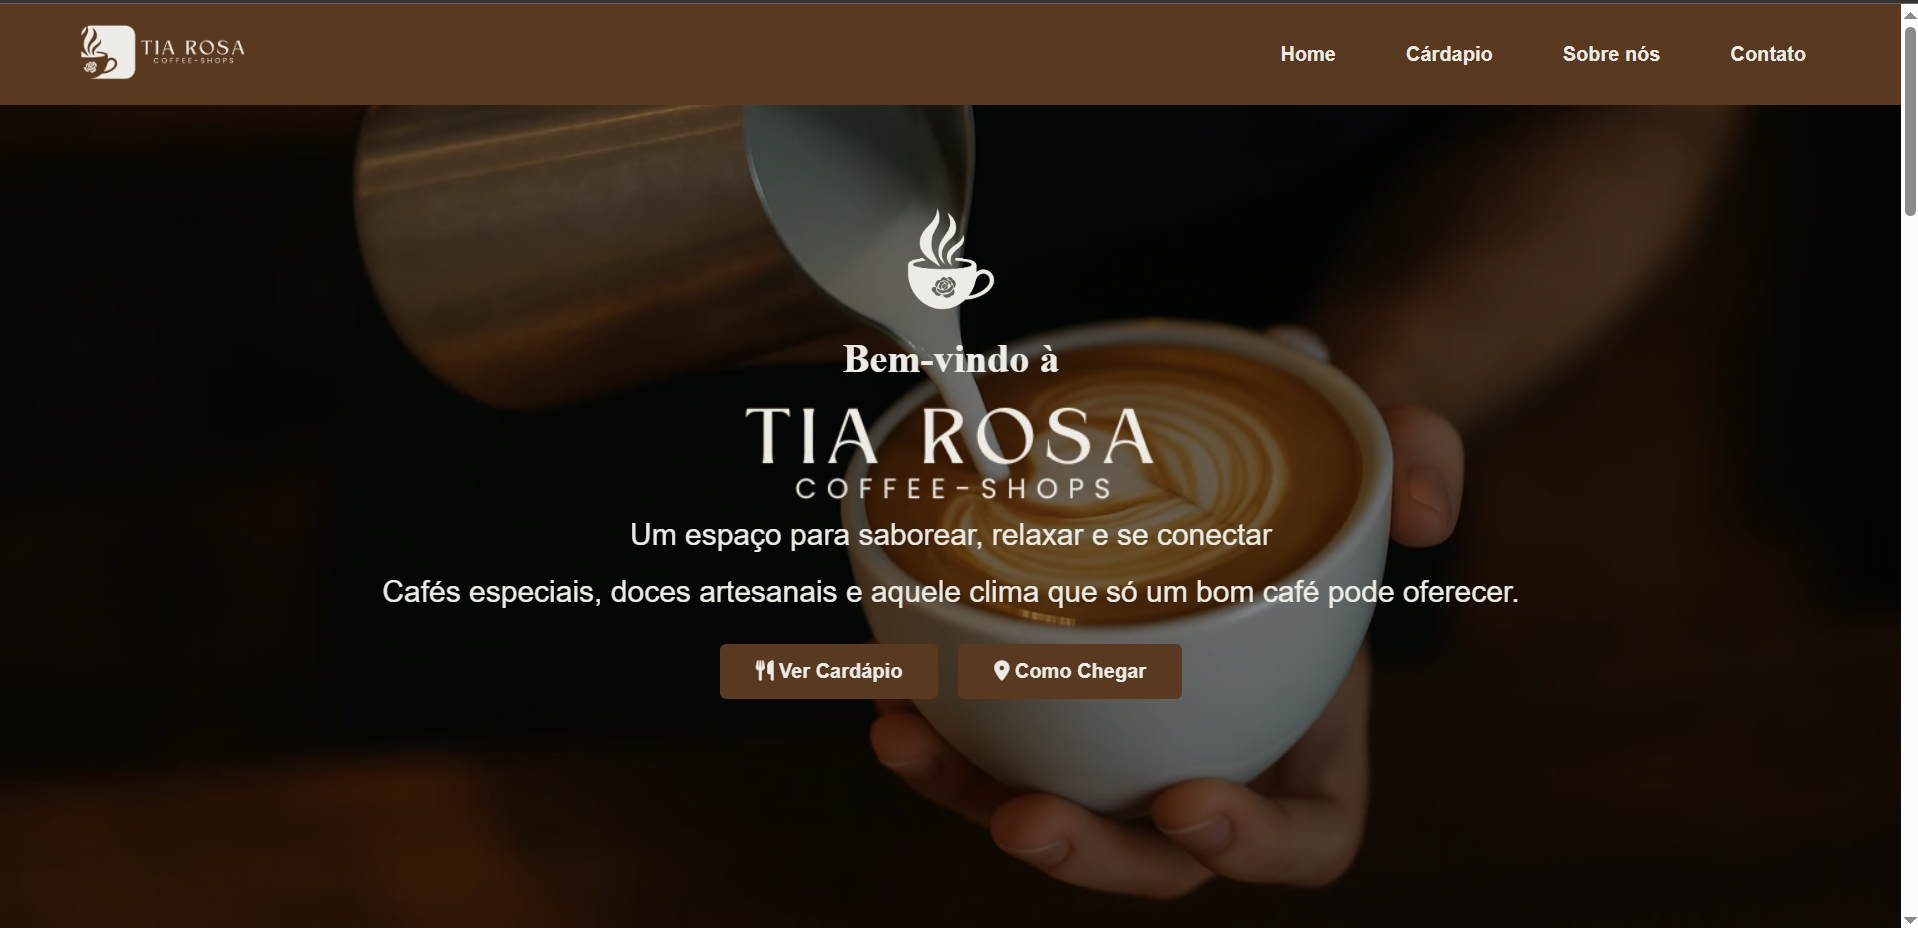 TIA ROSA
COFFEE-SHOPS
Home Cárdapio Sobre nós Contato
Bem-vindo à
TIA ROSA
COFFEE-SHOPS
Um espaço para saborear, relaxar e se conectar
Cafés especiais, doces artesanais e aquele clima que só um bom café pode oferecer.
Ver Cardápio Como Chegar